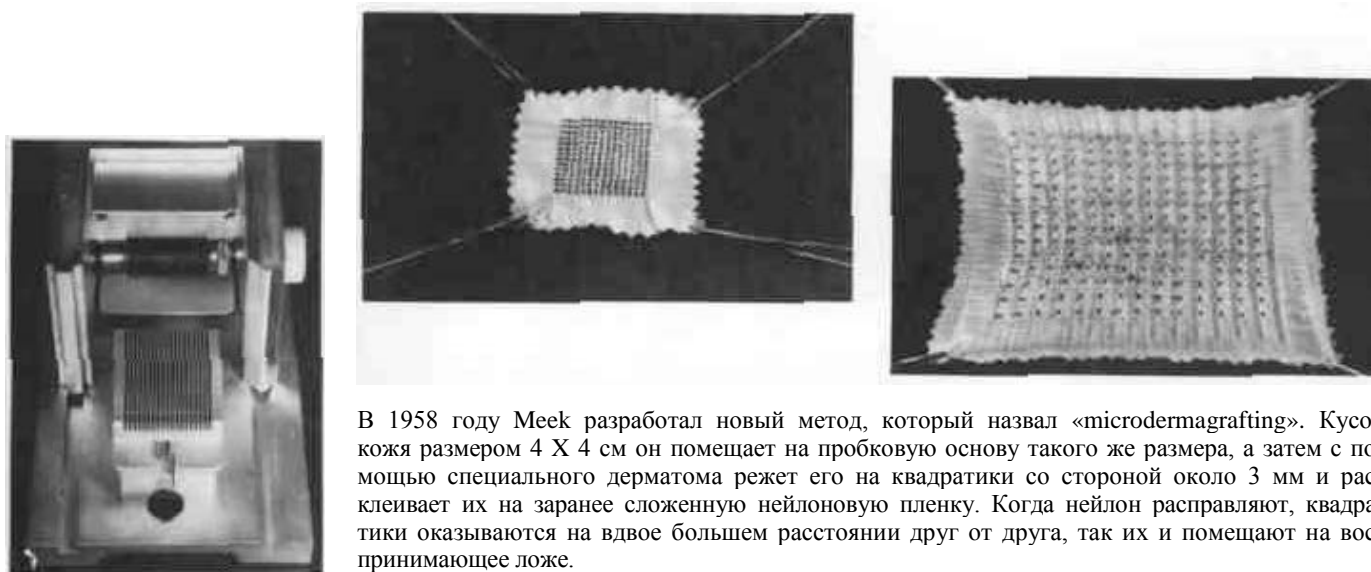 В 1958 году Meek разработал новый метод, который назвал «microdermagrafting». Кусо
кожя размером 4 X 4 см он помещает на пробковую основу такого же размера, а затем с по
мощью специального дерматома режет его на квадратики со стороной около 3 мм и рас
клеивает их на заранее сложенную нейлоновую пленку. Когда нейлон расправляют, квадра
тики оказываются на вдвое большем расстоянии друг от друга, так их и помещают на вос
принимающее ложе.